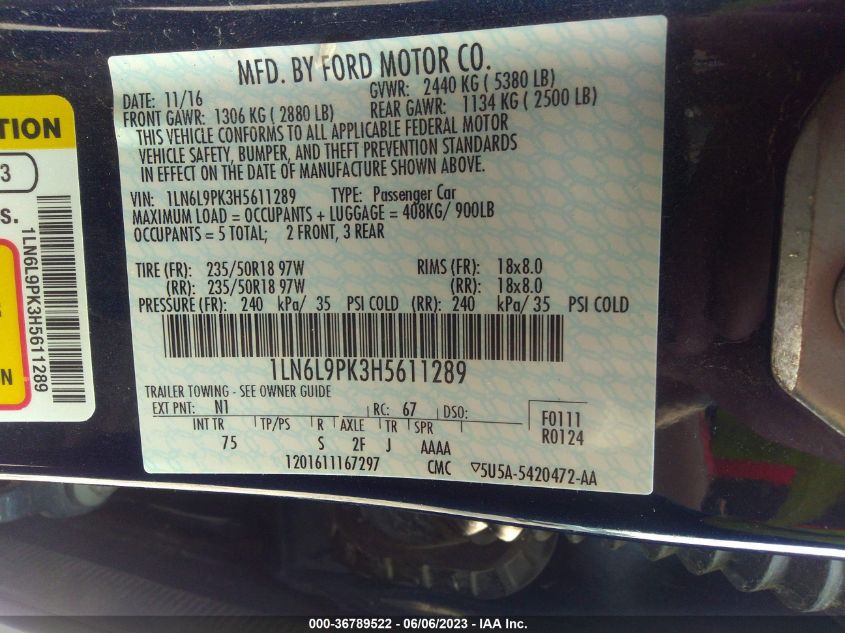 MFD. BY FORD MOTOR CO.
DATE: 11/16 GVWR: 2440 KG ( 5380 LB)
FRONT GAWR: 1306 KG ( 2880 LB) REAR GAWR: 1134 KG ( 2500 LB)
THIS VEHICLE CONFORMS TO ALL APPLICABLE FEDERAL MOTOR
VEHICLE SAFETY, BUMPER, AND THEFT PREVENTION STANDARDS
IN EFFECT ON THE DATE OF MANUFACTURE SHOWN ABOVE.
VIN: 1LN6L9PK3H5611289 TYPE: Passenger Car
MAXIMUM LOAD = OCCUPANTS + LUGGAGE = 408KG/ 900LB
OCCUPANTS = 5 TOTAL; 2 FRONT, 3 REAR
TIRE (FR): 235/50R18 97W RIMS (FR): 18x8.0
(RR): 235/50R18 97W (RR): 18x8.0
PRESSURE (FR): 240 kPa/ 35 PSI COLD (RR): 240 kPa/ 35 PSI COLD
1LN6L9PK3H5611289
TRAILER TOWING - SEE OWNER GUIDE
EXT PNT: N1 RC: 67 DSO:
INT TR TP/PS R AXLE TR SPR
75 S 2F J AAAA
F0111
R0124
1201611167297 CMC ▽5U5A-5420472-AA
TION
3
S.
1LN6L9PK3H5611289
N
000-36789522 - 06/06/2023 - IAA Inc.